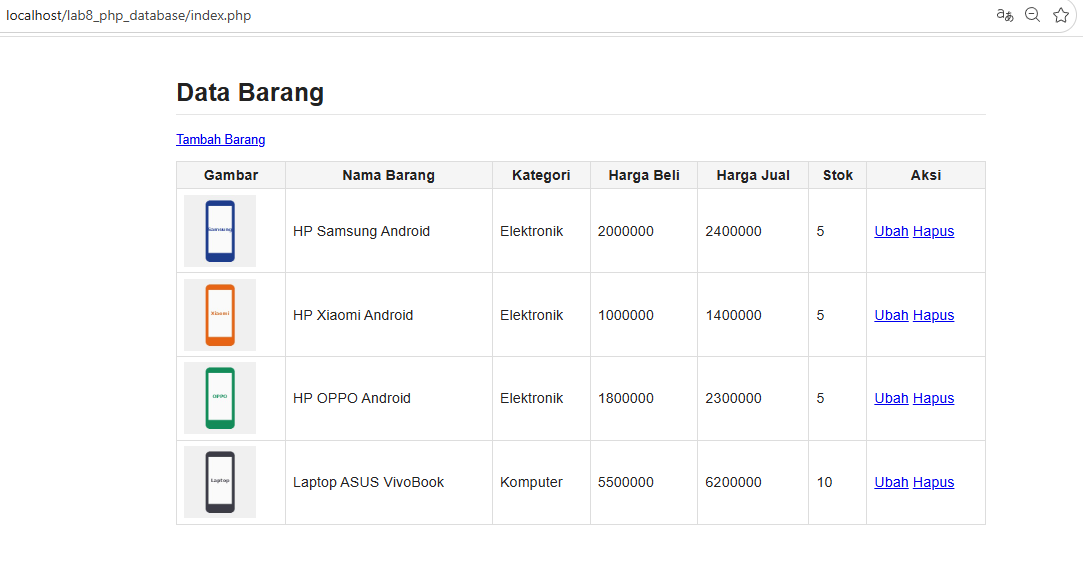 localhost/lab8_php_database/index.php
Data Barang
Tambah Barang
Gambar Nama Barang Kategori Harga Beli Harga Jual Stok Aksi
Samsung HP Samsung Android Elektronik 2000000 2400000 5 Ubah Hapus
Xiaomi HP Xiaomi Android Elektronik 1000000 1400000 5 Ubah Hapus
OPPO HP OPPO Android Elektronik 1800000 2300000 5 Ubah Hapus
Laptop Laptop ASUS VivoBook Komputer 5500000 6200000 10 Ubah Hapus